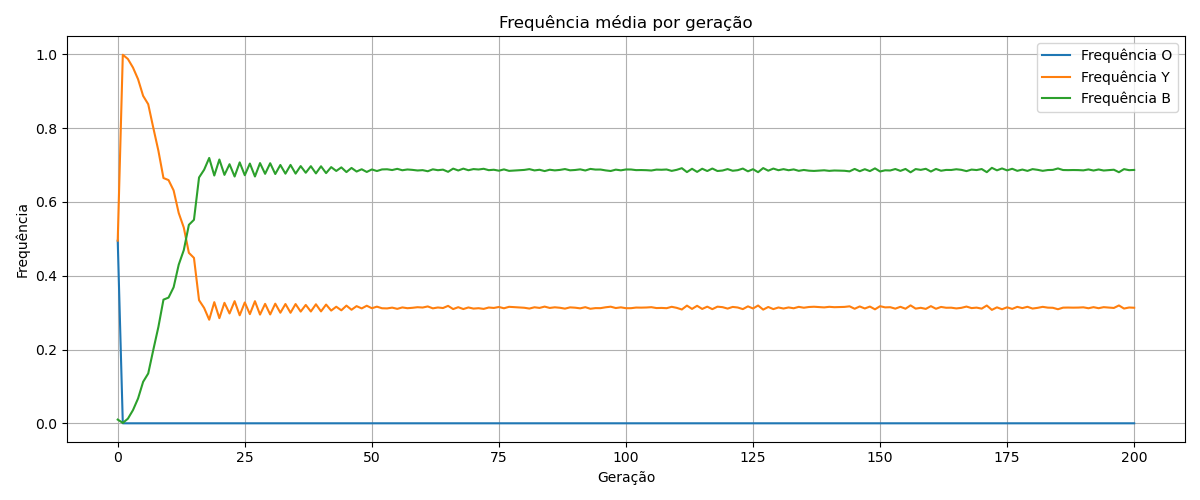 Frequência média por geração
Frequência O
Frequência Y
Frequência B
Frequência
1.0
0.8
0.6
0.4
0.2
0.0
0 25 50 75 100 125 150 175 200
Geração